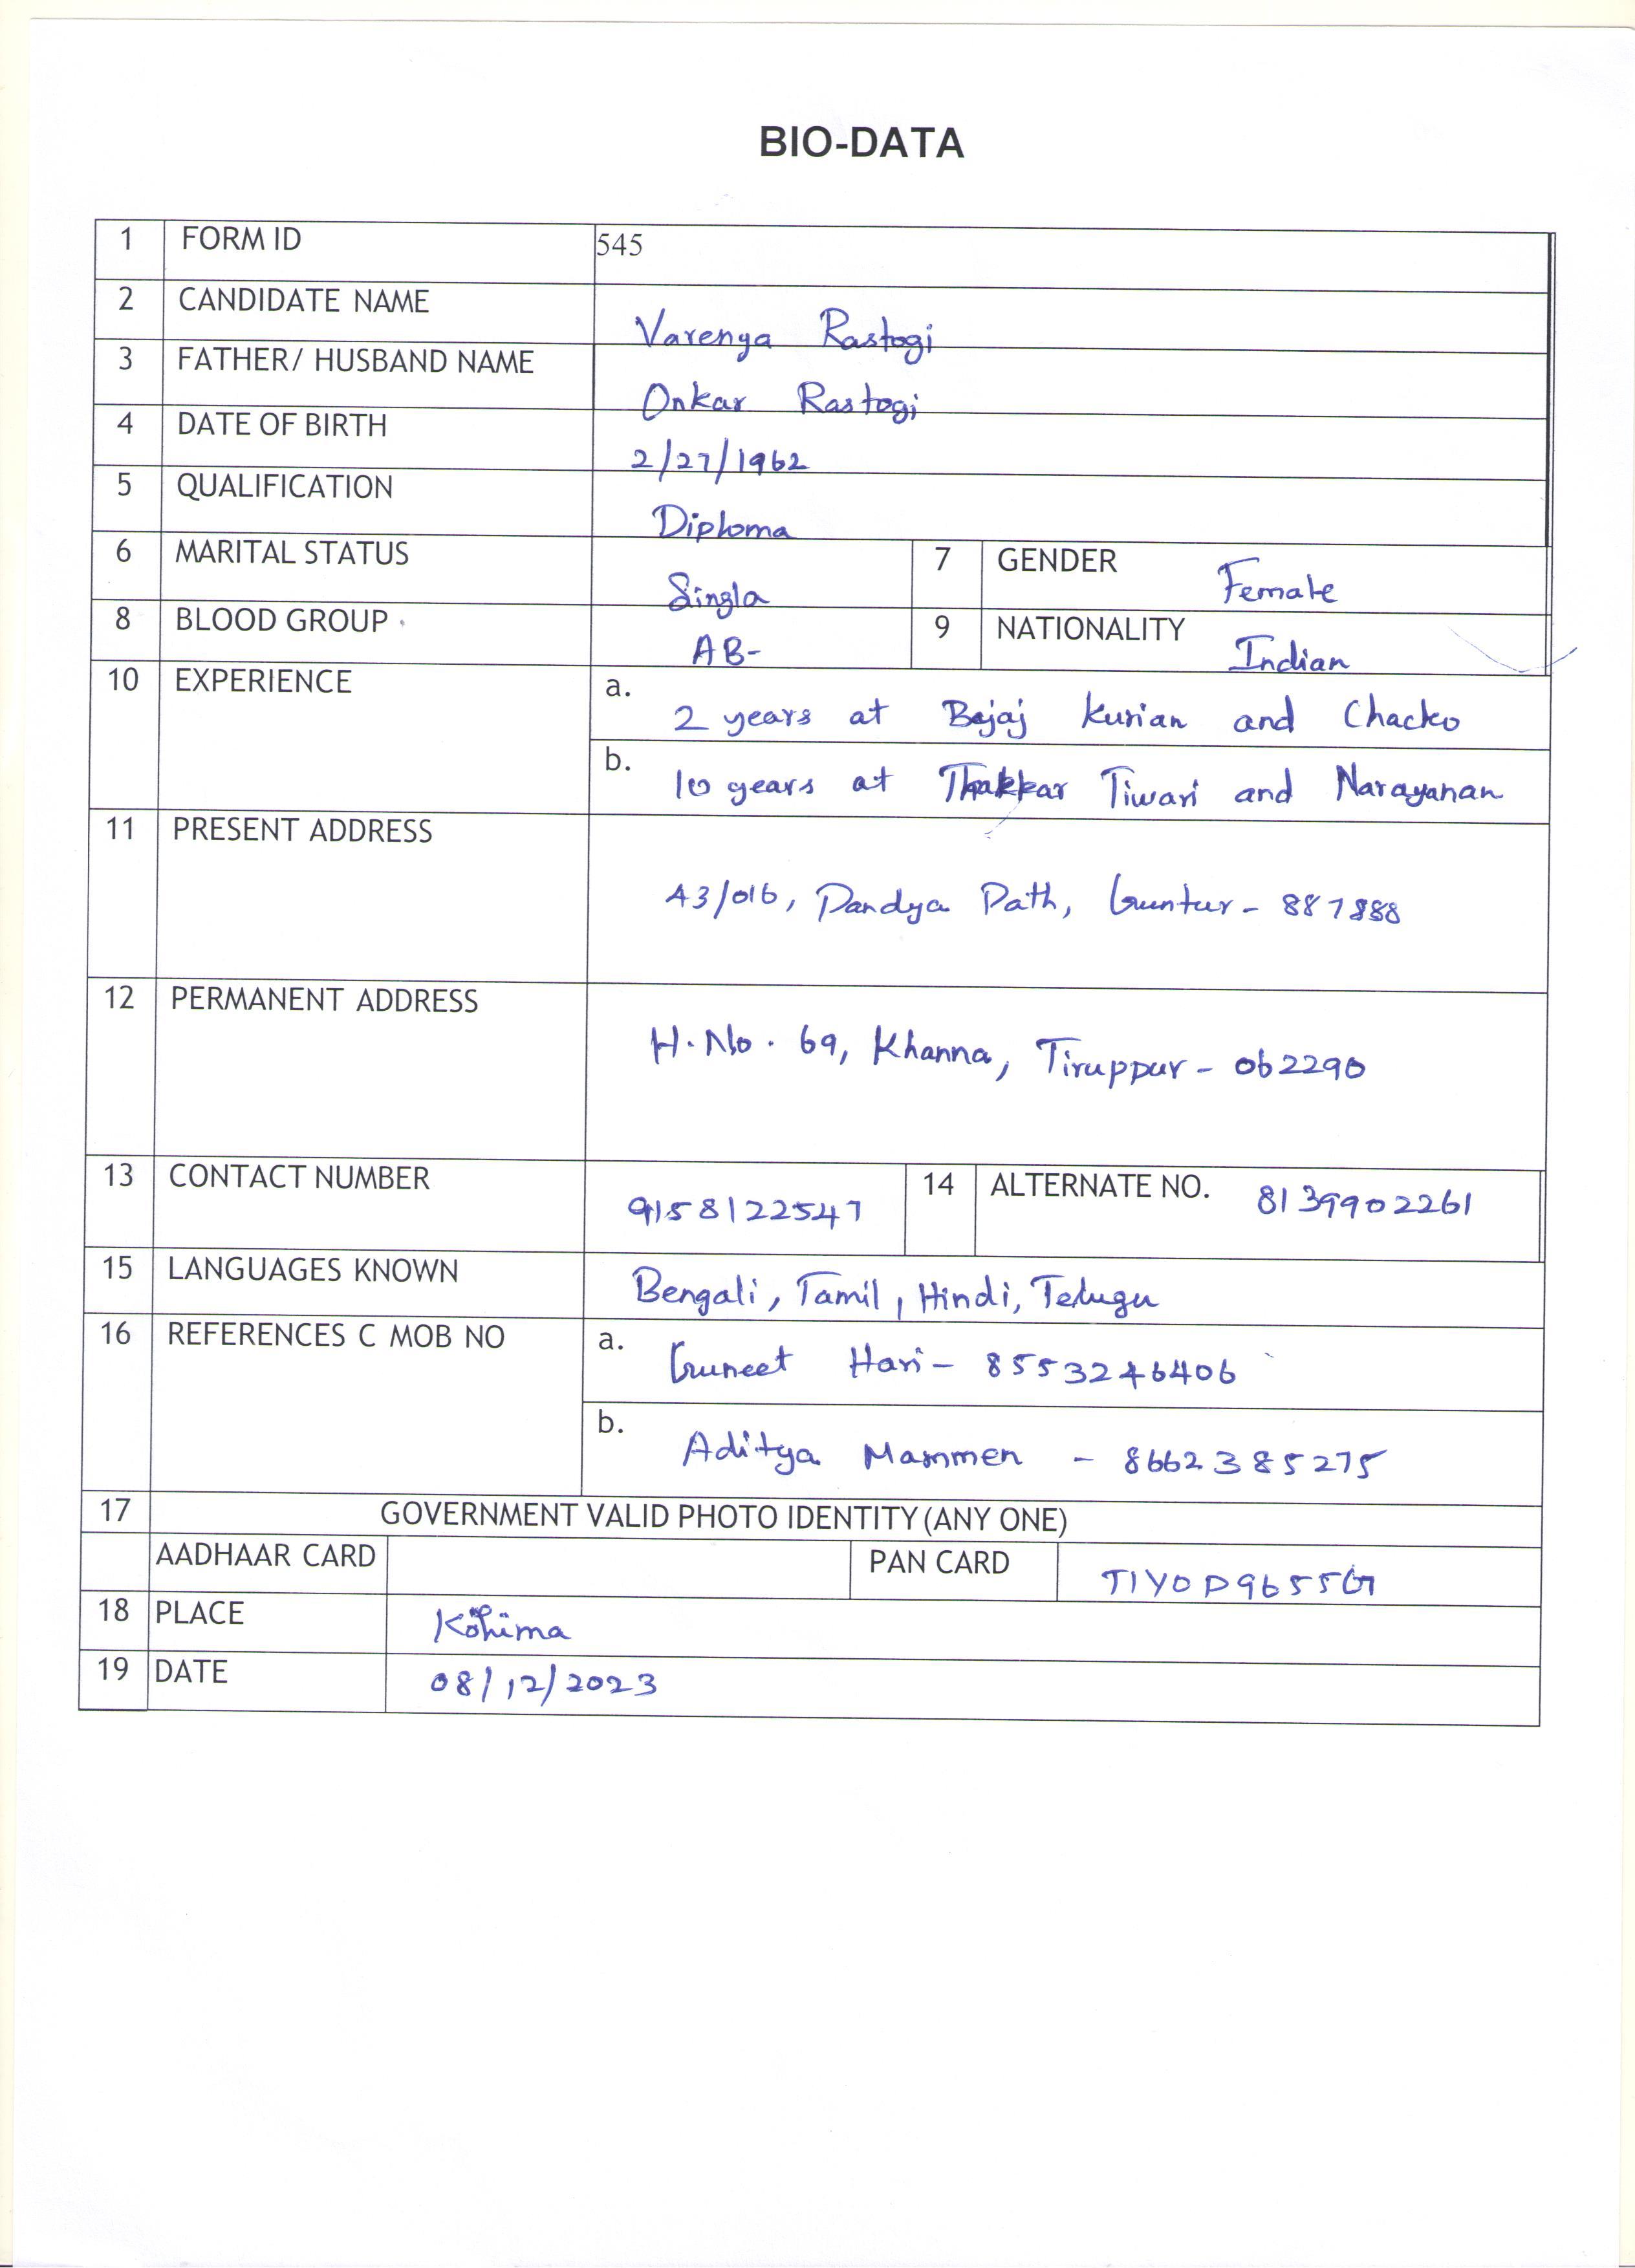 BIO-DATA
1 FORM ID 545
2 CANDIDATE NAME Varenya Rastogi
3 FATHER/ HUSBAND NAME Onkar Rastogi
4 DATE OF BIRTH 2/27/1962
5 QUALIFICATION Diploma
6 MARITAL STATUS Singla 7 GENDER Female
8 BLOOD GROUP AB- 9 NATIONALITY Indian
10 EXPERIENCE a. 2 years at Bajaj Kurian and Chacko
b. 10 years at Thakkar Tiwari and Narayanan
11 PRESENT ADDRESS 43/016, Pandya Path, Guntur - 887888
12 PERMANENT ADDRESS H.No. 69, Khanna, Tiruppur - 062290
13 CONTACT NUMBER 9158122547 14 ALTERNATE NO. 8139902261
15 LANGUAGES KNOWN Bengali, Tamil, Hindi, Telugu
16 REFERENCES C MOB NO a. Guneet Hari - 8553246406
b. Aditya Mammen - 8662385275
17 GOVERNMENT VALID PHOTO IDENTITY (ANY ONE)
AADHAAR CARD PAN CARD TIYOD9655G
18 PLACE Kohima
19 DATE 08/12/2023